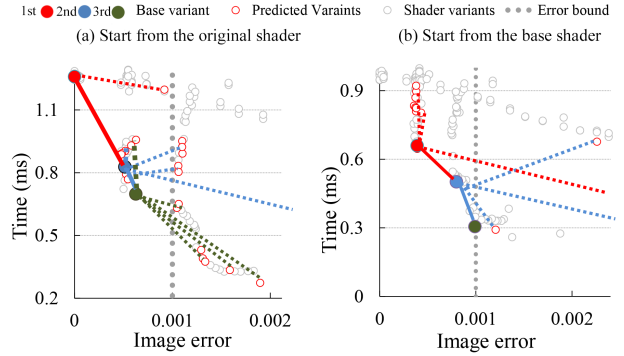 1st 2nd 3rd Base variant Predicted Varaints Shader variants Error bound
(a) Start from the original shader
(b) Start from the base shader
Time (ms)
1.1
0.8
0.5
0.2
0 0.001 0.002
Image error
Time (ms)
0.9
0.6
0.3
0
0 0.001 0.002
Image error